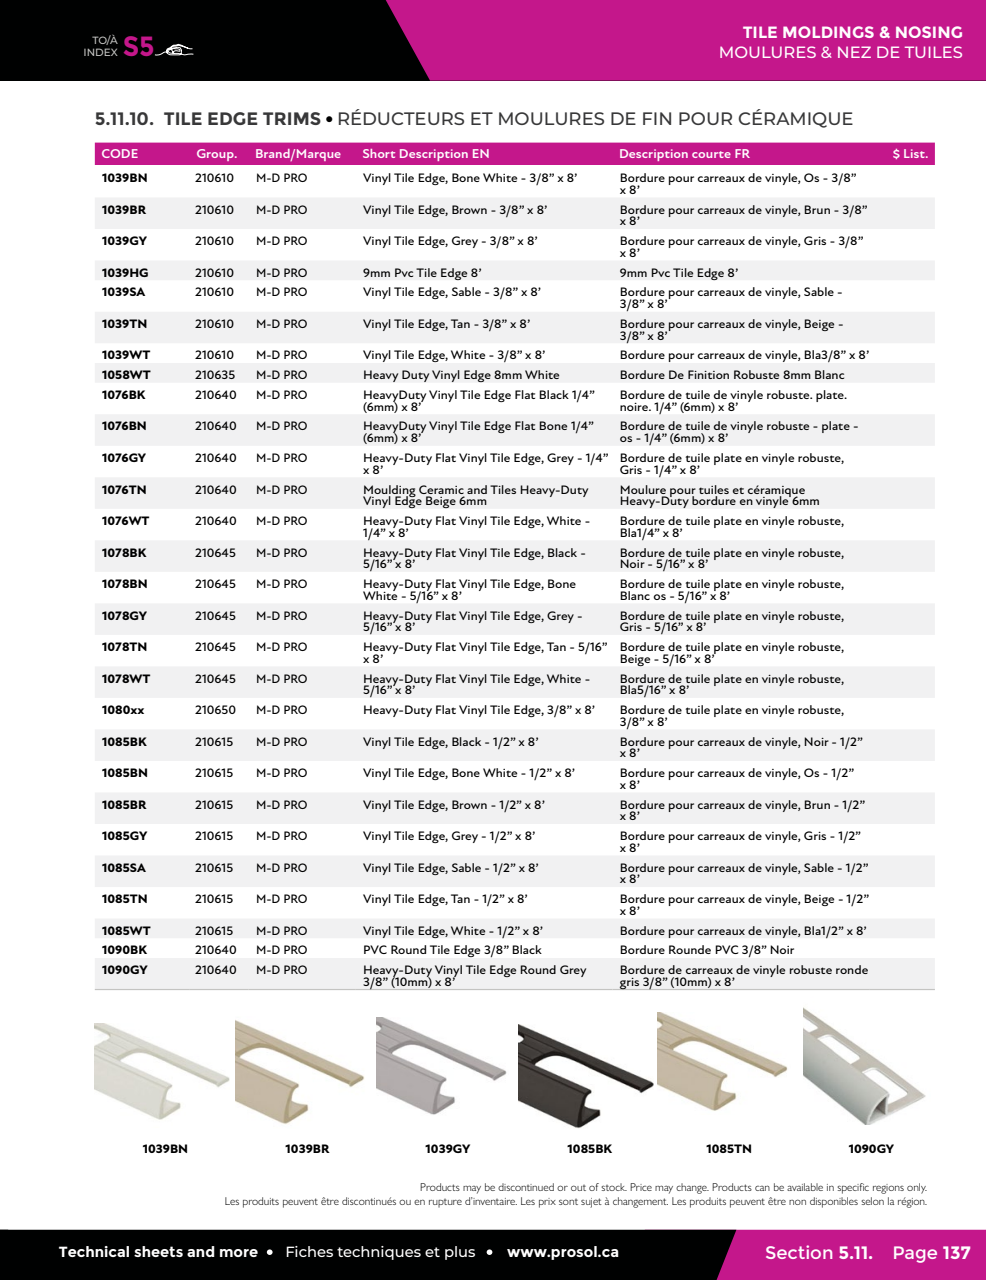 TO/À
INDEX S5
TILE MOLDINGS & NOSING
MOULURES & NEZ DE TUILES
5.11.10. TILE EDGE TRIMS • RÉDUCTEURS ET MOULURES DE FIN POUR CÉRAMIQUE
CODE Group. Brand/Marque Short Description EN Description courte FR $ List.
1039BN 210610 M-D PRO Vinyl Tile Edge, Bone White - 3/8” x 8’ Bordure pour carreaux de vinyle, Os - 3/8”
x 8’
1039BR 210610 M-D PRO Vinyl Tile Edge, Brown - 3/8” x 8’ Bordure pour carreaux de vinyle, Brun - 3/8”
x 8’
1039GY 210610 M-D PRO Vinyl Tile Edge, Grey - 3/8” x 8’ Bordure pour carreaux de vinyle, Gris - 3/8”
x 8’
1039HG 210610 M-D PRO 9mm Pvc Tile Edge 8’ 9mm Pvc Tile Edge 8’
1039SA 210610 M-D PRO Vinyl Tile Edge, Sable - 3/8” x 8’ Bordure pour carreaux de vinyle, Sable -
3/8” x 8’
1039TN 210610 M-D PRO Vinyl Tile Edge, Tan - 3/8” x 8’ Bordure pour carreaux de vinyle, Beige -
3/8” x 8’
1039WT 210610 M-D PRO Vinyl Tile Edge, White - 3/8” x 8’ Bordure pour carreaux de vinyle, Bla3/8” x 8’
1058WT 210635 M-D PRO Heavy Duty Vinyl Edge 8mm White Bordure De Finition Robuste 8mm Blanc
1076BK 210640 M-D PRO HeavyDuty Vinyl Tile Edge Flat Black 1/4” Bordure de tuile de vinyle robuste. plate.
(6mm) x 8’ noire. 1/4” (6mm) x 8’
1076BN 210640 M-D PRO HeavyDuty Vinyl Tile Edge Flat Bone 1/4” Bordure de tuile de vinyle robuste - plate -
(6mm) x 8’ os - 1/4” (6mm) x 8’
1076GY 210640 M-D PRO Heavy-Duty Flat Vinyl Tile Edge, Grey - 1/4” Bordure de tuile plate en vinyle robuste,
x 8’ Gris - 1/4” x 8’
1076TN 210640 M-D PRO Moulding Ceramic and Tiles Heavy-Duty Moulure pour tuiles et céramique
Vinyl Edge Beige 6mm Heavy-Duty bordure en vinyle 6mm
1076WT 210640 M-D PRO Heavy-Duty Flat Vinyl Tile Edge, White - Bordure de tuile plate en vinyle robuste,
1/4” x 8’ Bla1/4” x 8’
1078BK 210645 M-D PRO Heavy-Duty Flat Vinyl Tile Edge, Black - Bordure de tuile plate en vinyle robuste,
5/16” x 8’ Noir - 5/16” x 8’
1078BN 210645 M-D PRO Heavy-Duty Flat Vinyl Tile Edge, Bone Bordure de tuile plate en vinyle robuste,
White - 5/16” x 8’ Blanc os - 5/16” x 8’
1078GY 210645 M-D PRO Heavy-Duty Flat Vinyl Tile Edge, Grey - Bordure de tuile plate en vinyle robuste,
5/16” x 8’ Gris - 5/16” x 8’
1078TN 210645 M-D PRO Heavy-Duty Flat Vinyl Tile Edge, Tan - 5/16” Bordure de tuile plate en vinyle robuste,
x 8’ Beige - 5/16” x 8’
1078WT 210645 M-D PRO Heavy-Duty Flat Vinyl Tile Edge, White - Bordure de tuile plate en vinyle robuste,
5/16” x 8’ Bla5/16” x 8’
1080xx 210650 M-D PRO Heavy-Duty Flat Vinyl Tile Edge, 3/8” x 8’ Bordure de tuile plate en vinyle robuste,
3/8” x 8’
1085BK 210615 M-D PRO Vinyl Tile Edge, Black - 1/2” x 8’ Bordure pour carreaux de vinyle, Noir - 1/2”
x 8’
1085BN 210615 M-D PRO Vinyl Tile Edge, Bone White - 1/2” x 8’ Bordure pour carreaux de vinyle, Os - 1/2”
x 8’
1085BR 210615 M-D PRO Vinyl Tile Edge, Brown - 1/2” x 8’ Bordure pour carreaux de vinyle, Brun - 1/2”
x 8’
1085GY 210615 M-D PRO Vinyl Tile Edge, Grey - 1/2” x 8’ Bordure pour carreaux de vinyle, Gris - 1/2”
x 8’
1085SA 210615 M-D PRO Vinyl Tile Edge, Sable - 1/2” x 8’ Bordure pour carreaux de vinyle, Sable - 1/2”
x 8’
1085TN 210615 M-D PRO Vinyl Tile Edge, Tan - 1/2” x 8’ Bordure pour carreaux de vinyle, Beige - 1/2”
x 8’
1085WT 210615 M-D PRO Vinyl Tile Edge, White - 1/2” x 8’ Bordure pour carreaux de vinyle, Bla1/2” x 8’
1090BK 210640 M-D PRO PVC Round Tile Edge 3/8” Black Bordure Rounde PVC 3/8” Noir
1090GY 210640 M-D PRO Heavy-Duty Vinyl Tile Edge Round Grey Bordure de carreaux de vinyle robuste ronde
3/8” (10mm) x 8’ gris 3/8” (10mm) x 8’
1039BN 1039BR 1039GY 1085BK 1085TN 1090GY
Products may be discontinued or out of stock. Price may change. Products can be available in specific regions only.
Les produits peuvent être discontinués ou en rupture d’inventaire. Les prix sont sujet à changement. Les produits peuvent être non disponibles selon la région.
Technical sheets and more • Fiches techniques et plus • www.prosol.ca
Section 5.11. Page 137